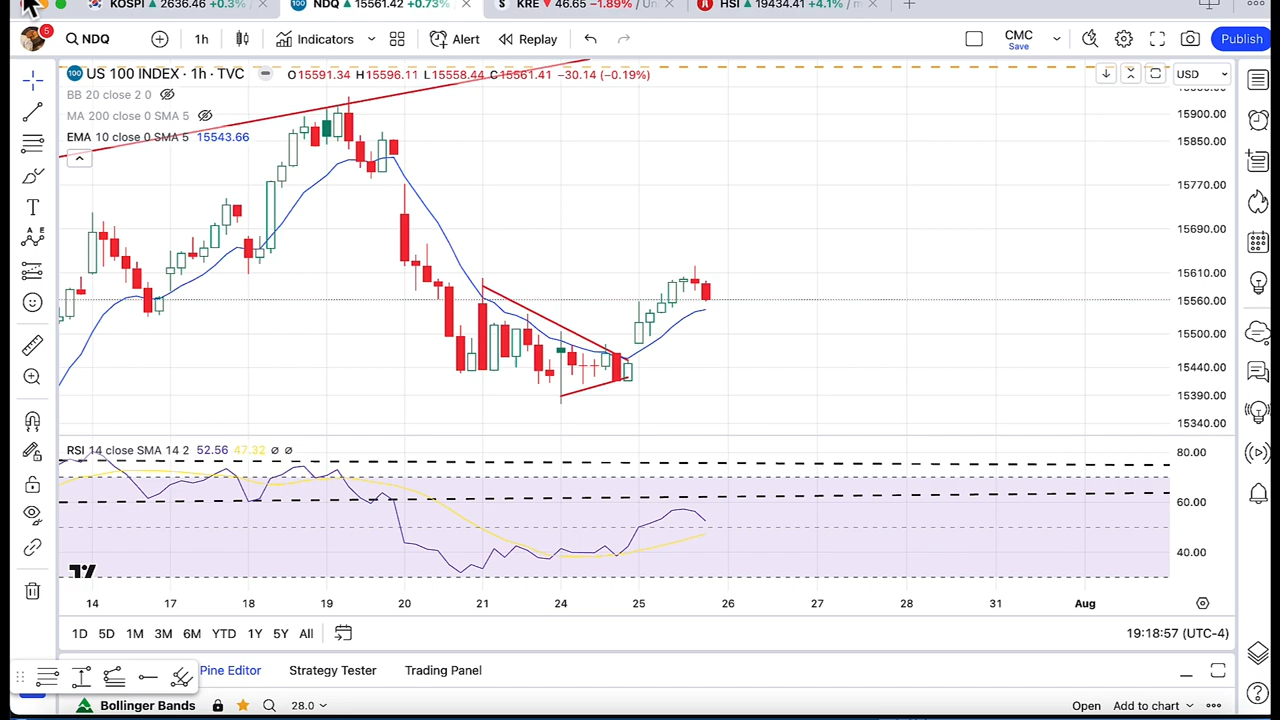 KOSPI ▲ 2636.46 +0.3%
NDQ ▲ 15561.42 +0.73%
KRE ▼ 46.65 −1.89%
HSI ▲ 19434.41 +4.1%
5
NDQ
1h
Indicators
Alert
Replay
CMC
Save
Publish
100 US 100 INDEX · 1h · TVC O15591.34 H15596.11 L15558.44 C15561.41 −30.14 (−0.19%)
USD
BB 20 close 2 0
MA 200 close 0 SMA 5
EMA 10 close 0 SMA 5 15543.66
15900.00
15850.00
15770.00
15690.00
15610.00
15560.00
15500.00
15440.00
15390.00
15340.00
RSI 14 close SMA 14 2 52.56 47.32 ∅ ∅
80.00
60.00
40.00
14 17 18 19 20 21 24 25 26 27 28 31 Aug
1D 5D 1M 3M 6M YTD 1Y 5Y All
19:18:57 (UTC-4)
Pine Editor Strategy Tester Trading Panel
Bollinger Bands 28.0 Open Add to chart